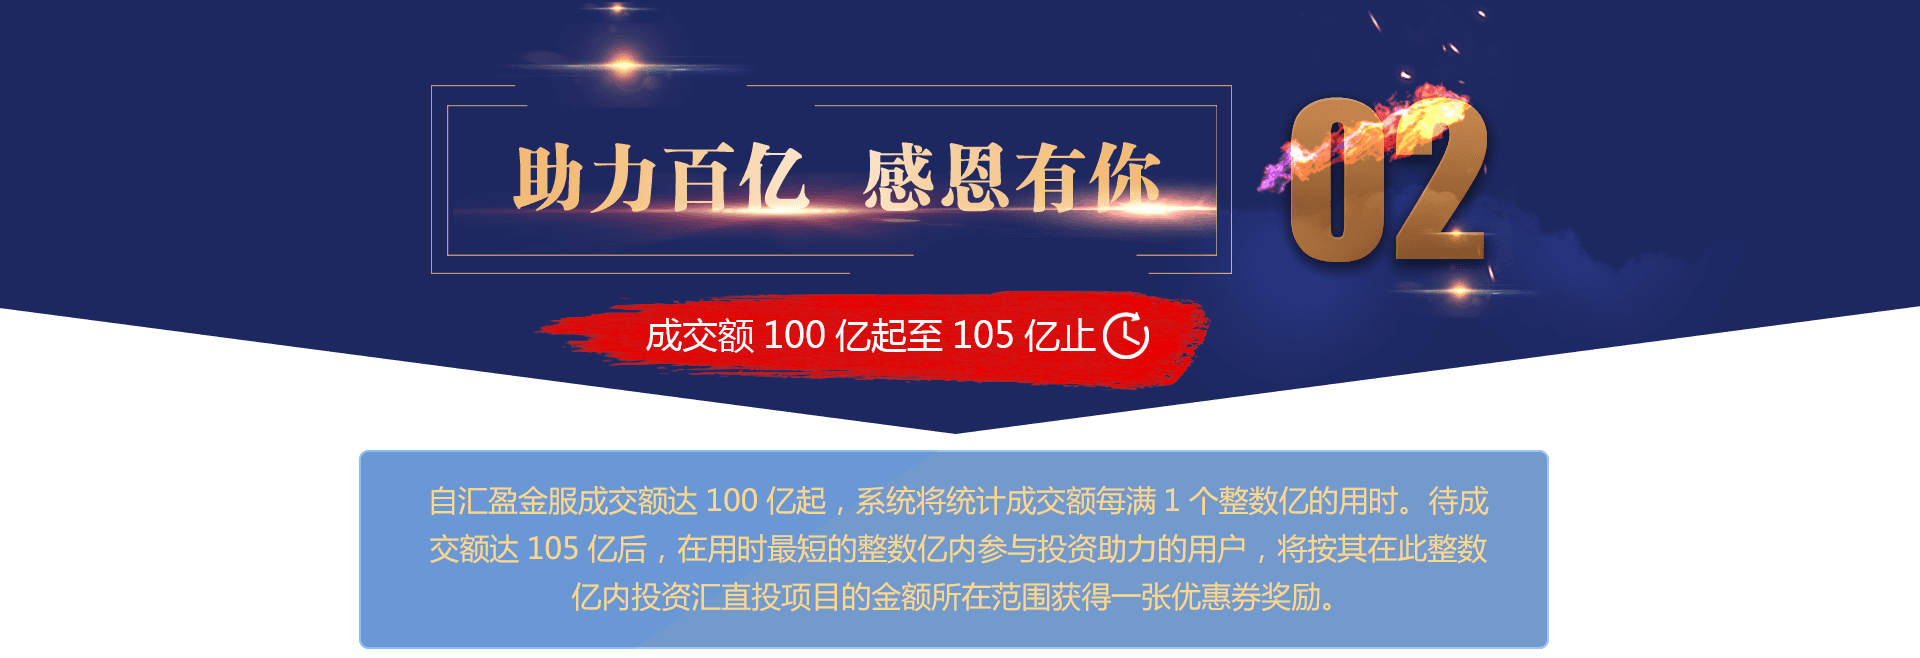 助力百亿 感恩有你
02
成交额 100 亿起至 105 亿止
自汇盈金服成交额达 100 亿起，系统将统计成交额每满 1 个整数亿的用时。待成
交额达 105 亿后，在用时最短的整数亿内参与投资助力的用户，将按其在此整数
亿内投资汇直投项目的金额所在范围获得一张优惠券奖励。